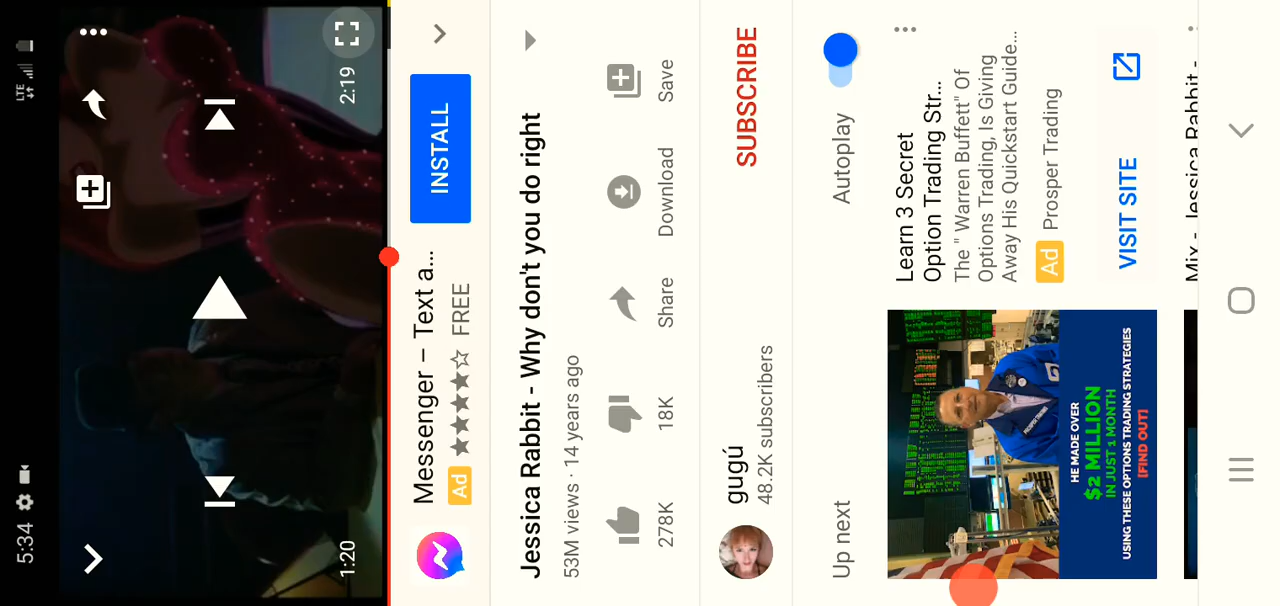 5:34
LTE
1:20
2:19
Messenger – Text a...
Ad
FREE
INSTALL
Jessica Rabbit - Why don't you do right
53M views · 14 years ago
278K
18K
Share
Download
Save
gugú
48.2K subscribers
SUBSCRIBE
Up next
Autoplay
HE MADE OVER
$2 MILLION
IN JUST 1 MONTH
USING THESE OPTIONS TRADING STRATEGIES
[FIND OUT]
Learn 3 Secret
Option Trading Str...
The " Warren Buffett" Of
Options Trading, Is Giving
Away His Quickstart Guide...
Ad Prosper Trading
VISIT SITE
Mix - Jessica Rabbit -